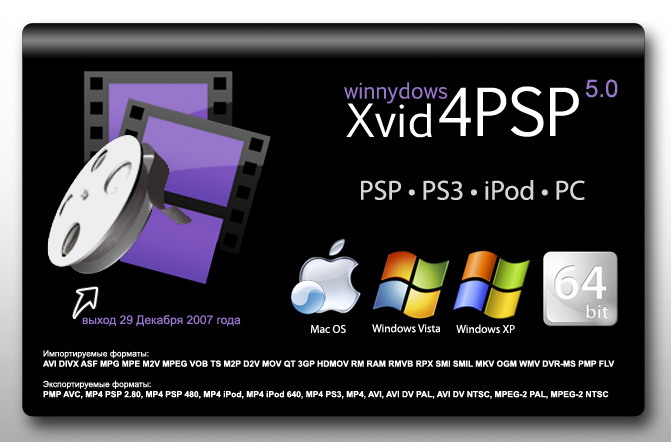 winnydows
Xvid4PSP 5.0
PSP • PS3 • iPod • PC
64
bit
Mac OS
Windows Vista
Windows XP
выход 29 Декабря 2007 года
Импортируемые форматы:
AVI DIVX ASF MPG MPE M2V MPEG VOB TS M2P D2V MOV QT 3GP HDMOV RM RAM RMVB RPX SMI SMIL MKV OGM WMV DVR-MS PMP FLV
Экспортируемые форматы:
PMP AVC, MP4 PSP 2.80, MP4 PSP 480, MP4 iPod, MP4 iPod 640, MP4 PS3, MP4, AVI, AVI DV PAL, AVI DV NTSC, MPEG-2 PAL, MPEG-2 NTSC